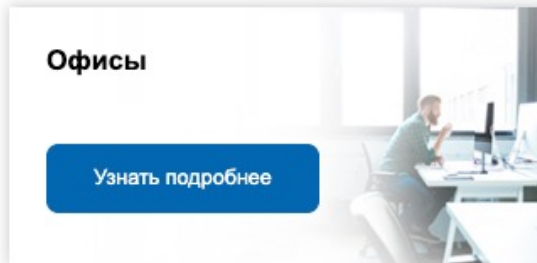 Офисы
Узнать подробнее